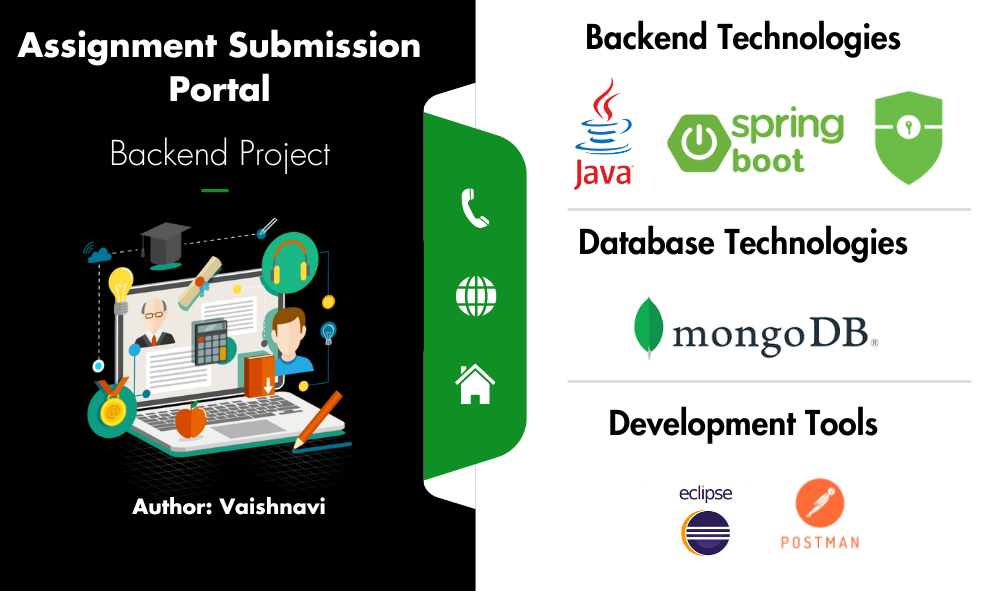 Assignment Submission
Portal
Backend Project
Author: Vaishnavi
Backend Technologies
Java
spring
boot
Database Technologies
mongoDB®
Development Tools
eclipse
POSTMAN